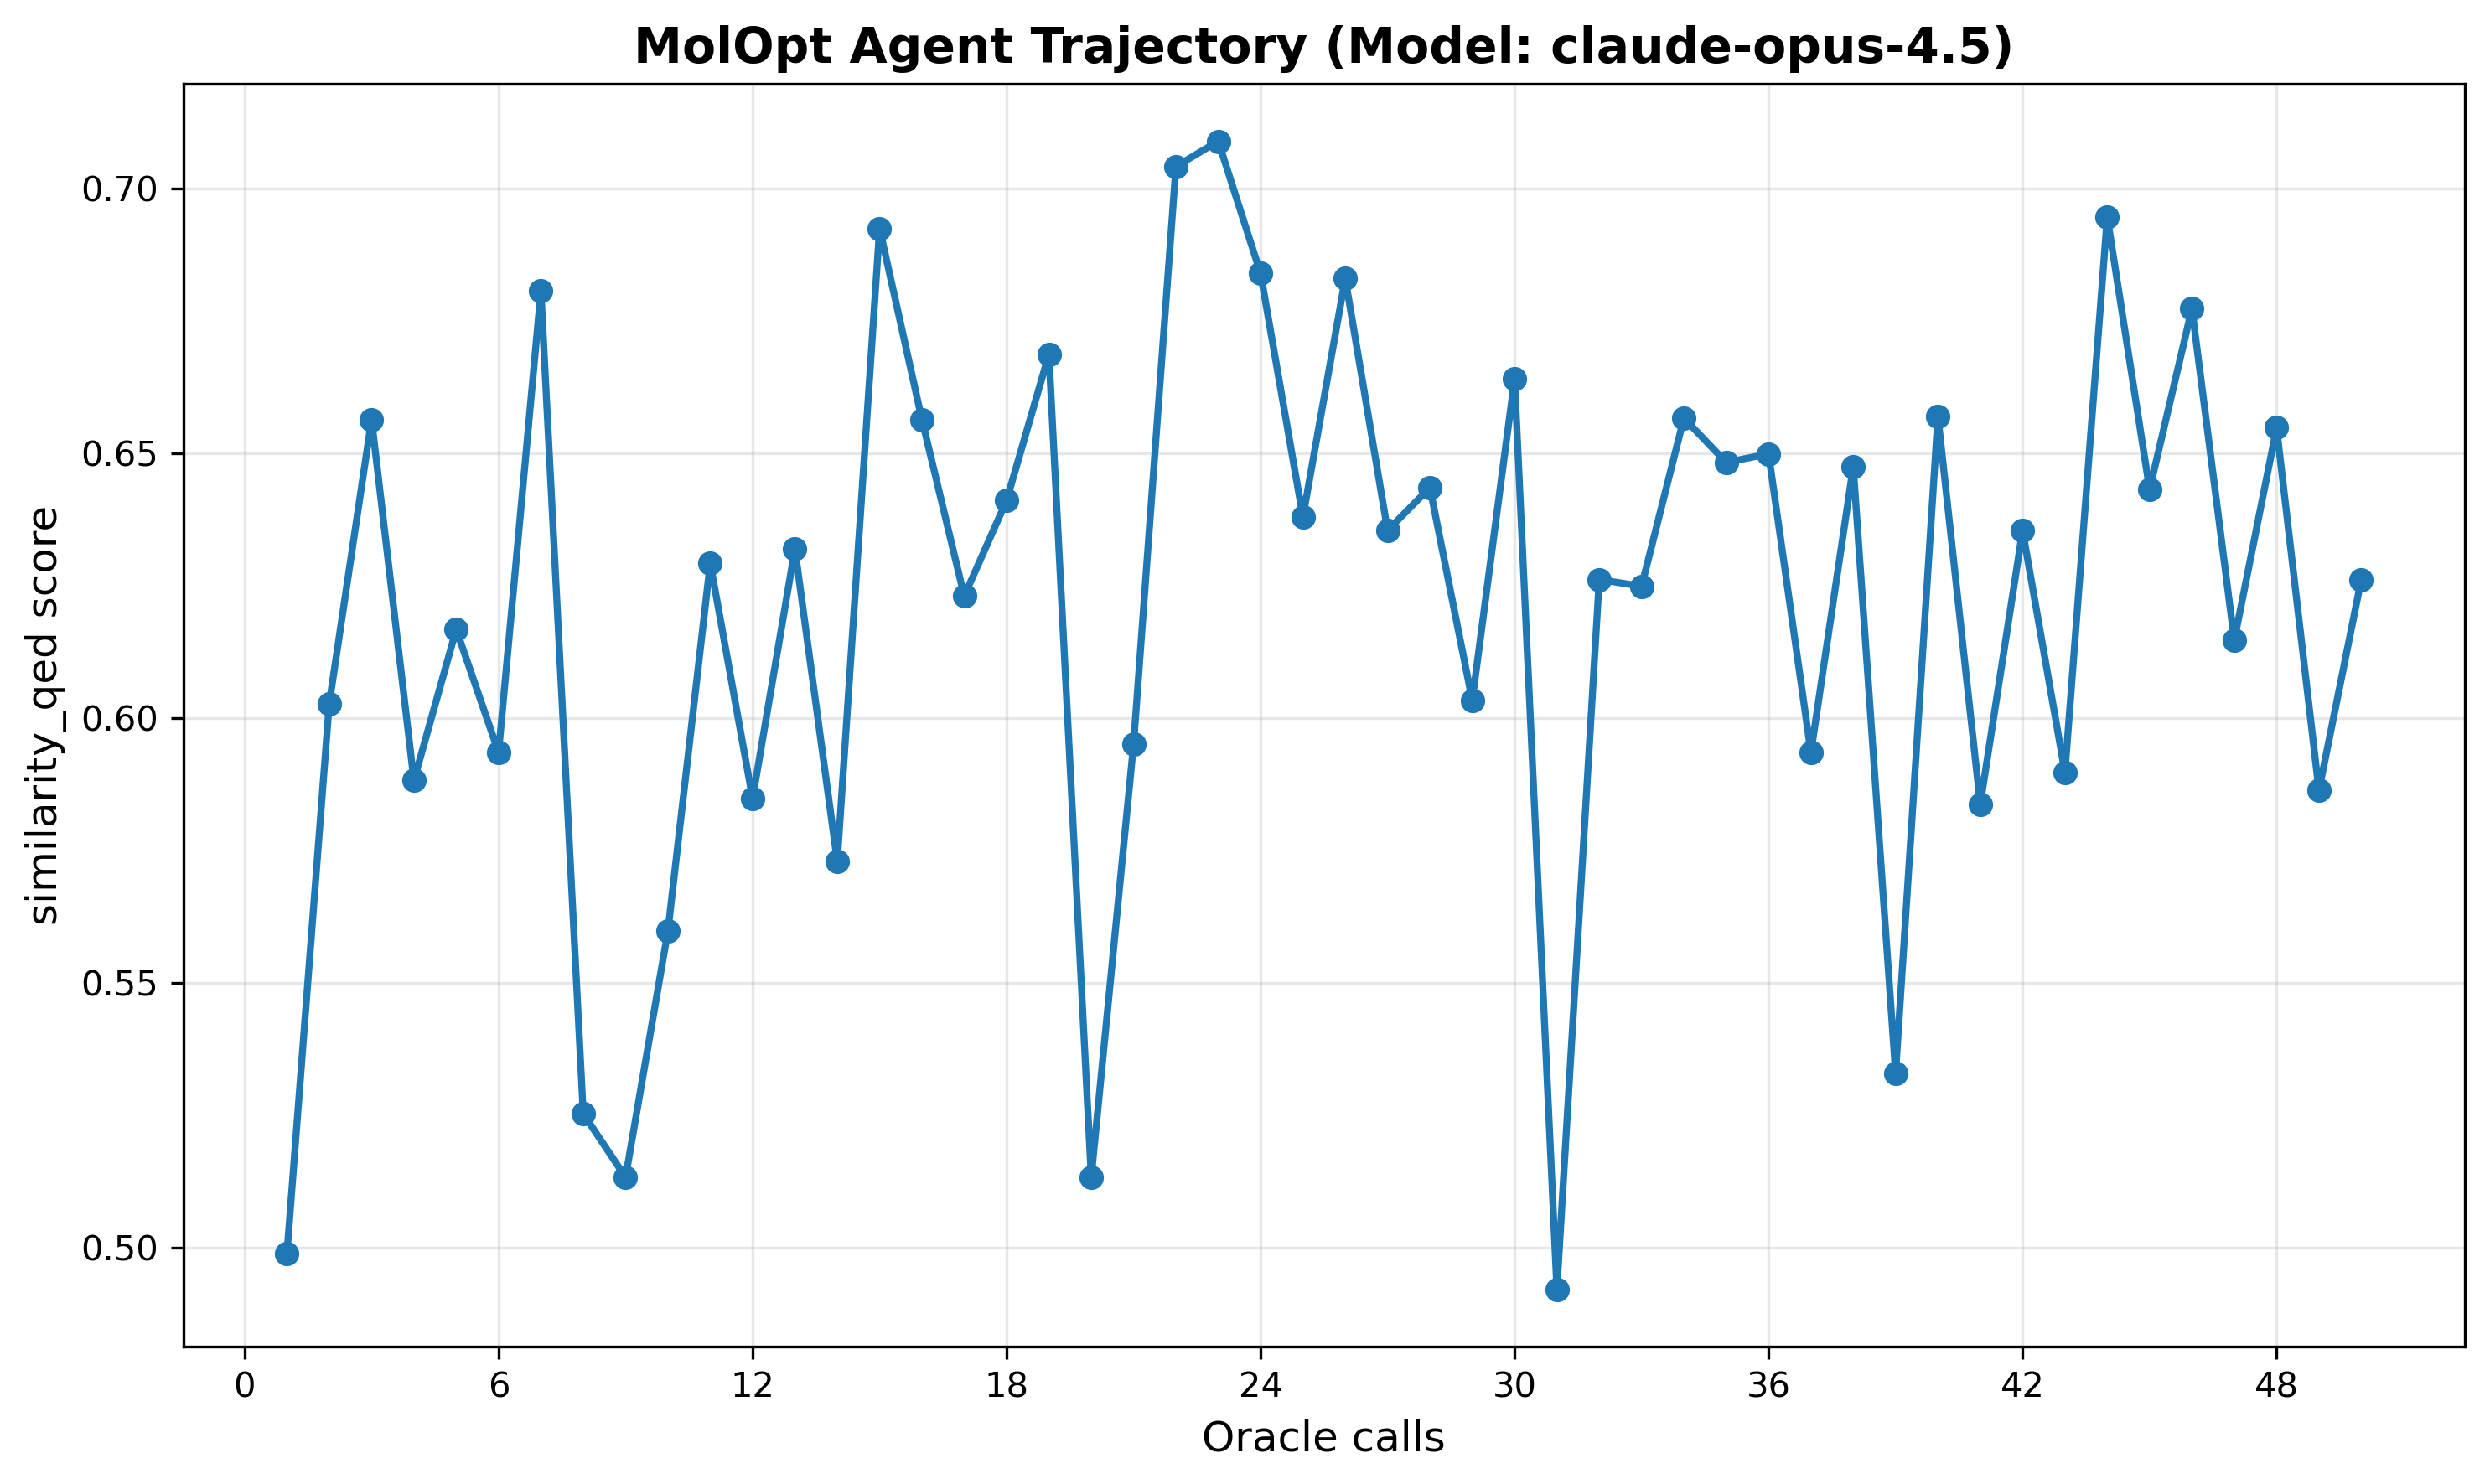 MolOpt Agent Trajectory (Model: claude-opus-4.5)
similarity_qed score
0.70
0.65
0.60
0.55
0.50
0 6 12 18 24 30 36 42 48
Oracle calls